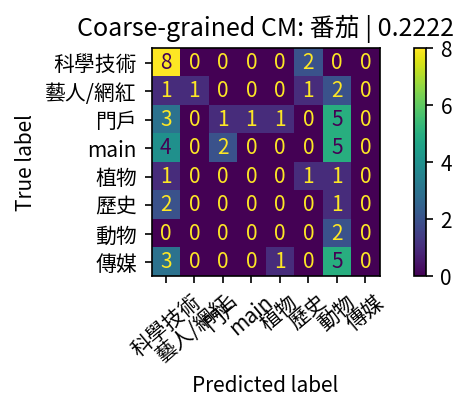 Coarse-grained CM: 番茄 | 0.2222
科學技術 8 0 0 0 0 2 0 0
藝人/網紅 1 1 0 0 0 1 2 0
門戶 3 0 1 1 1 0 5 0
main 4 0 2 0 0 0 5 0
植物 1 0 0 0 0 1 1 0
歷史 2 0 0 0 0 0 1 0
動物 0 0 0 0 0 0 2 0
傳媒 3 0 0 0 1 0 5 0
True label
科學技術 藝人/網紅 門戶 main 植物 歷史 動物 傳媒
Predicted label
8
6
4
2
0